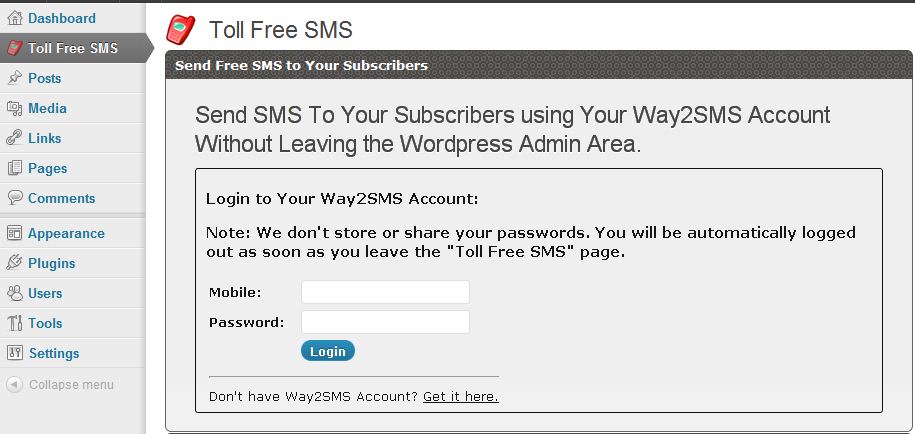 Dashboard
Toll Free SMS
Posts
Media
Links
Pages
Comments
Appearance
Plugins
Users
Tools
Settings
Collapse menu
Toll Free SMS
Send Free SMS to Your Subscribers
Send SMS To Your Subscribers using Your Way2SMS Account
Without Leaving the Wordpress Admin Area.
Login to Your Way2SMS Account:
Note: We don't store or share your passwords. You will be automatically logged
out as soon as you leave the "Toll Free SMS" page.
Mobile:
Password:
Login
Don't have Way2SMS Account? Get it here.